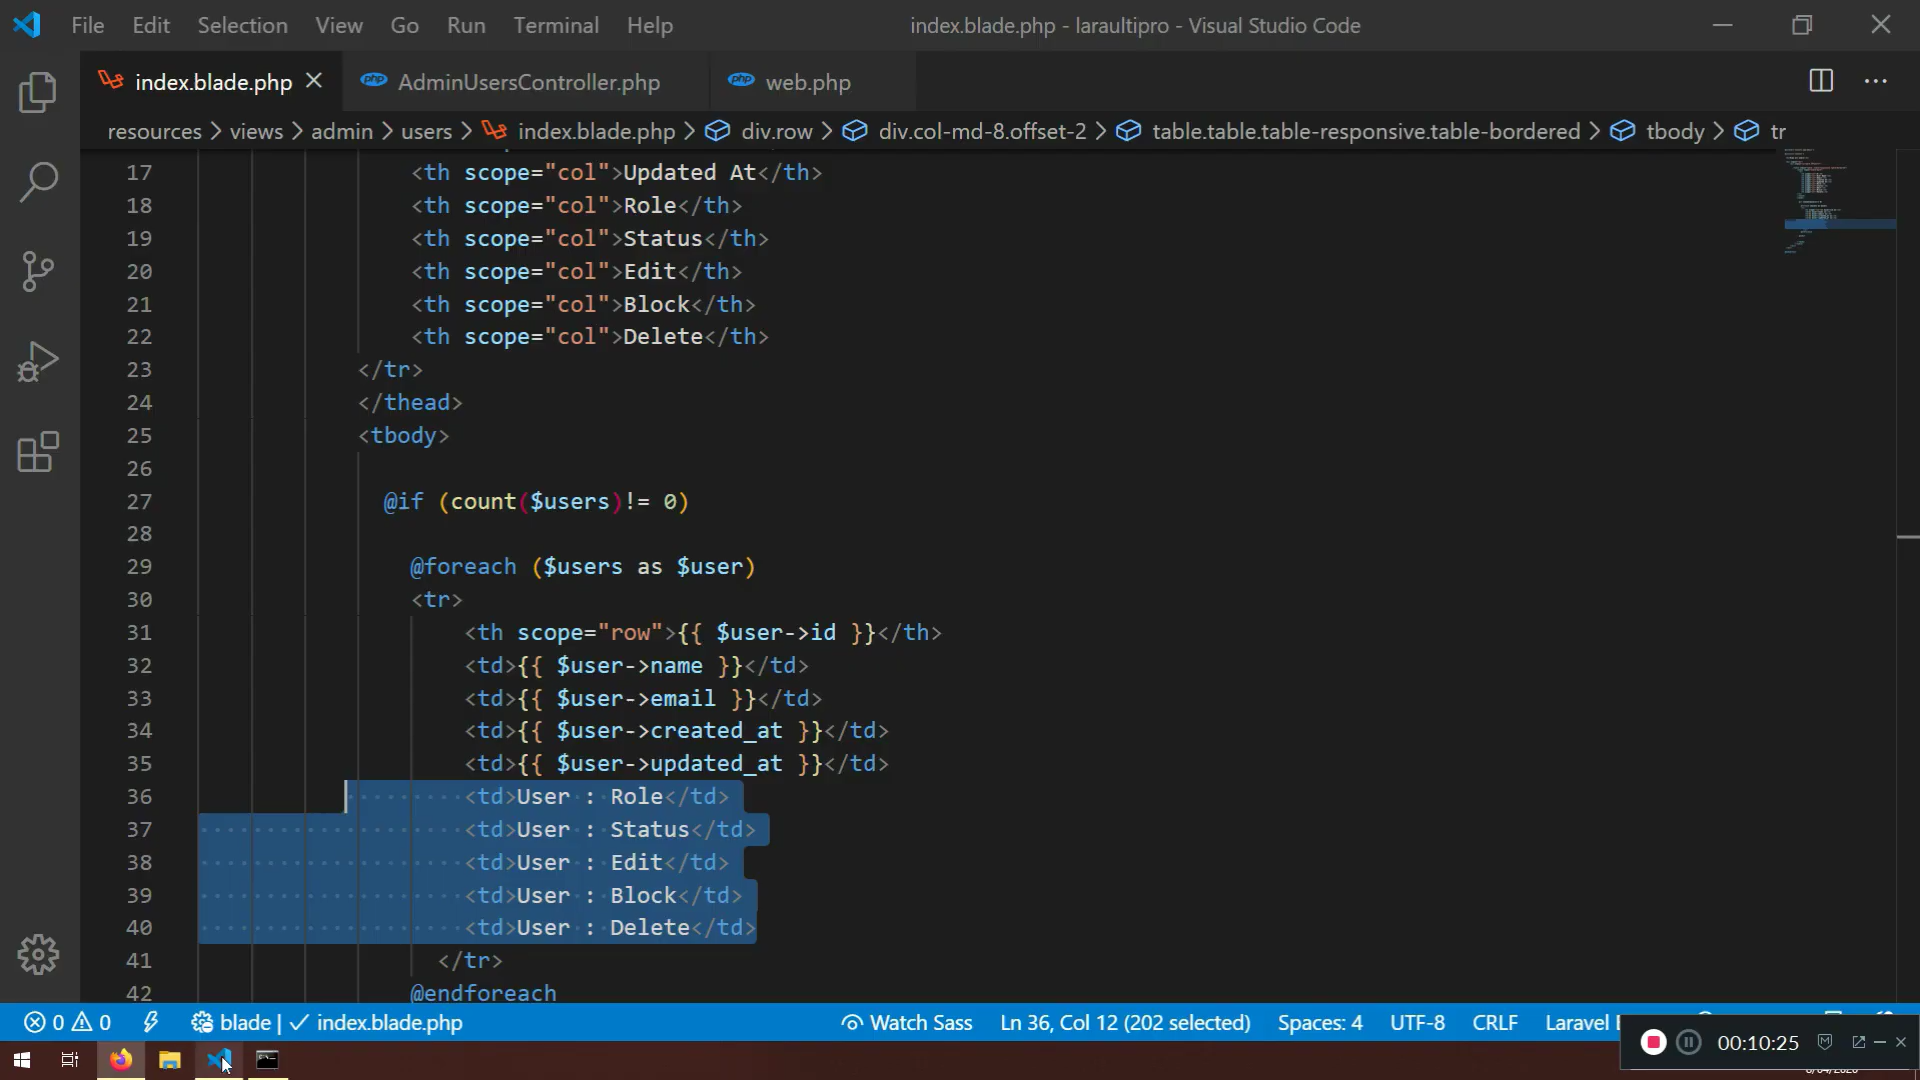 File Edit Selection View Go Run Terminal Help index.blade.php - laraultipro - Visual Studio Code
index.blade.php AdminUsersController.php web.php
resources > views > admin > users > index.blade.php > div.row > div.col-md-8.offset-2 > table.table.table-responsive.table-bordered > tbody > tr
17 <th scope="col">Updated At</th>
18 <th scope="col">Role</th>
19 <th scope="col">Status</th>
20 <th scope="col">Edit</th>
21 <th scope="col">Block</th>
22 <th scope="col">Delete</th>
23 </tr>
24 </thead>
25 <tbody>
26
27 @if (count($users)!= 0)
28
29 @foreach ($users as $user)
30 <tr>
31 <th scope="row">{{ $user->id }}</th>
32 <td>{{ $user->name }}</td>
33 <td>{{ $user->email }}</td>
34 <td>{{ $user->created_at }}</td>
35 <td>{{ $user->updated_at }}</td>
36 <td>User : Role</td>
37 <td>User : Status</td>
38 <td>User : Edit</td>
39 <td>User : Block</td>
40 <td>User : Delete</td>
41 </tr>
42 @endforeach
0 0 blade | ✓ index.blade.php Watch Sass Ln 36, Col 12 (202 selected) Spaces: 4 UTF-8 CRLF Laravel
00:10:25